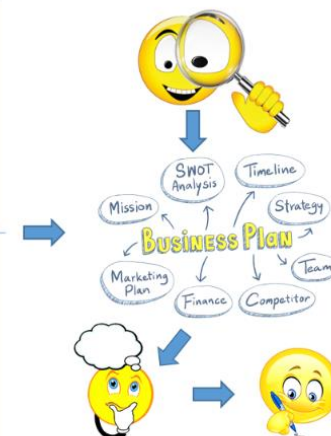 SWOT
Analysis
Timeline
Mission
Strategy
BUSINESS PLAN
Marketing
Plan
Finance
Competitor
Team